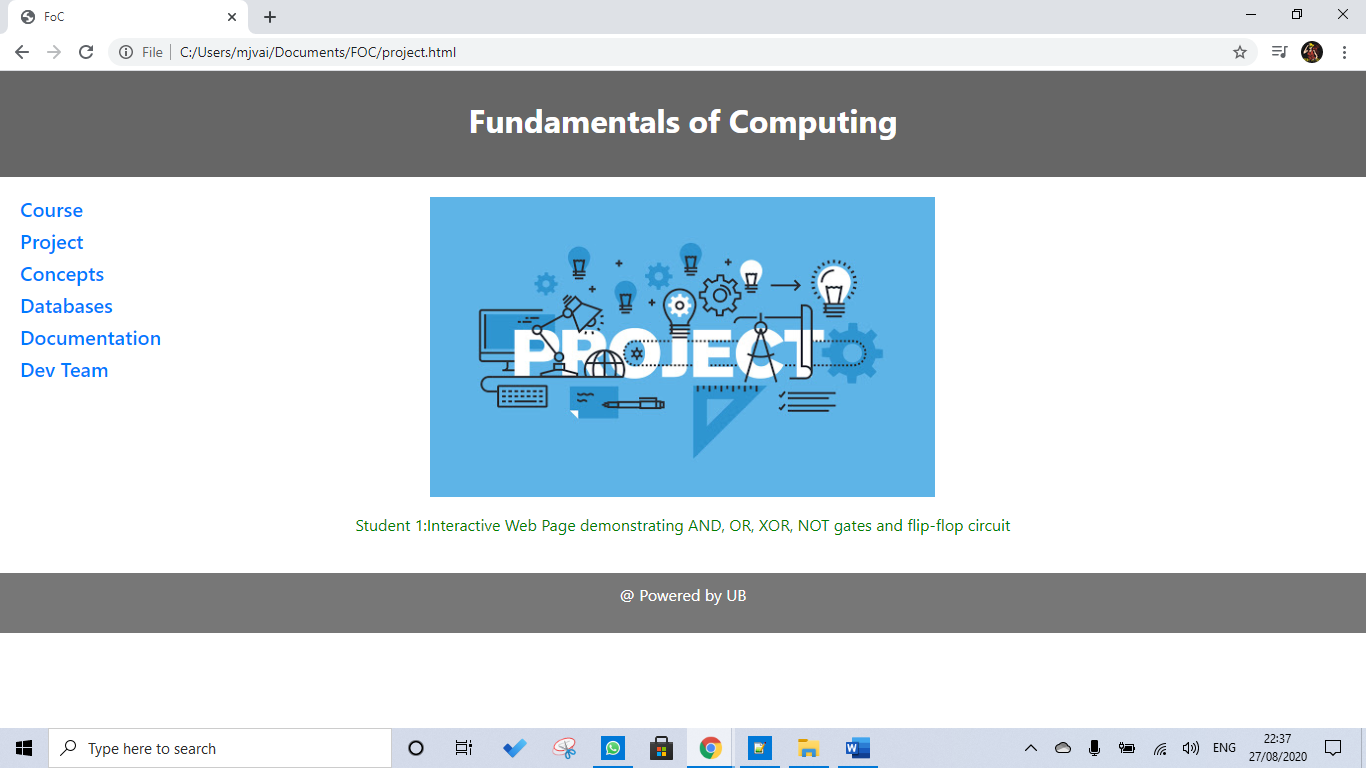 FoC
File
C:/Users/mjvai/Documents/FOC/project.html
Fundamentals of Computing
Course
Project
Concepts
Databases
Documentation
Dev Team
PROJECT
Student 1:Interactive Web Page demonstrating AND, OR, XOR, NOT gates and flip-flop circuit
@ Powered by UB
Type here to search
W
ENG
22:37
27/08/2020